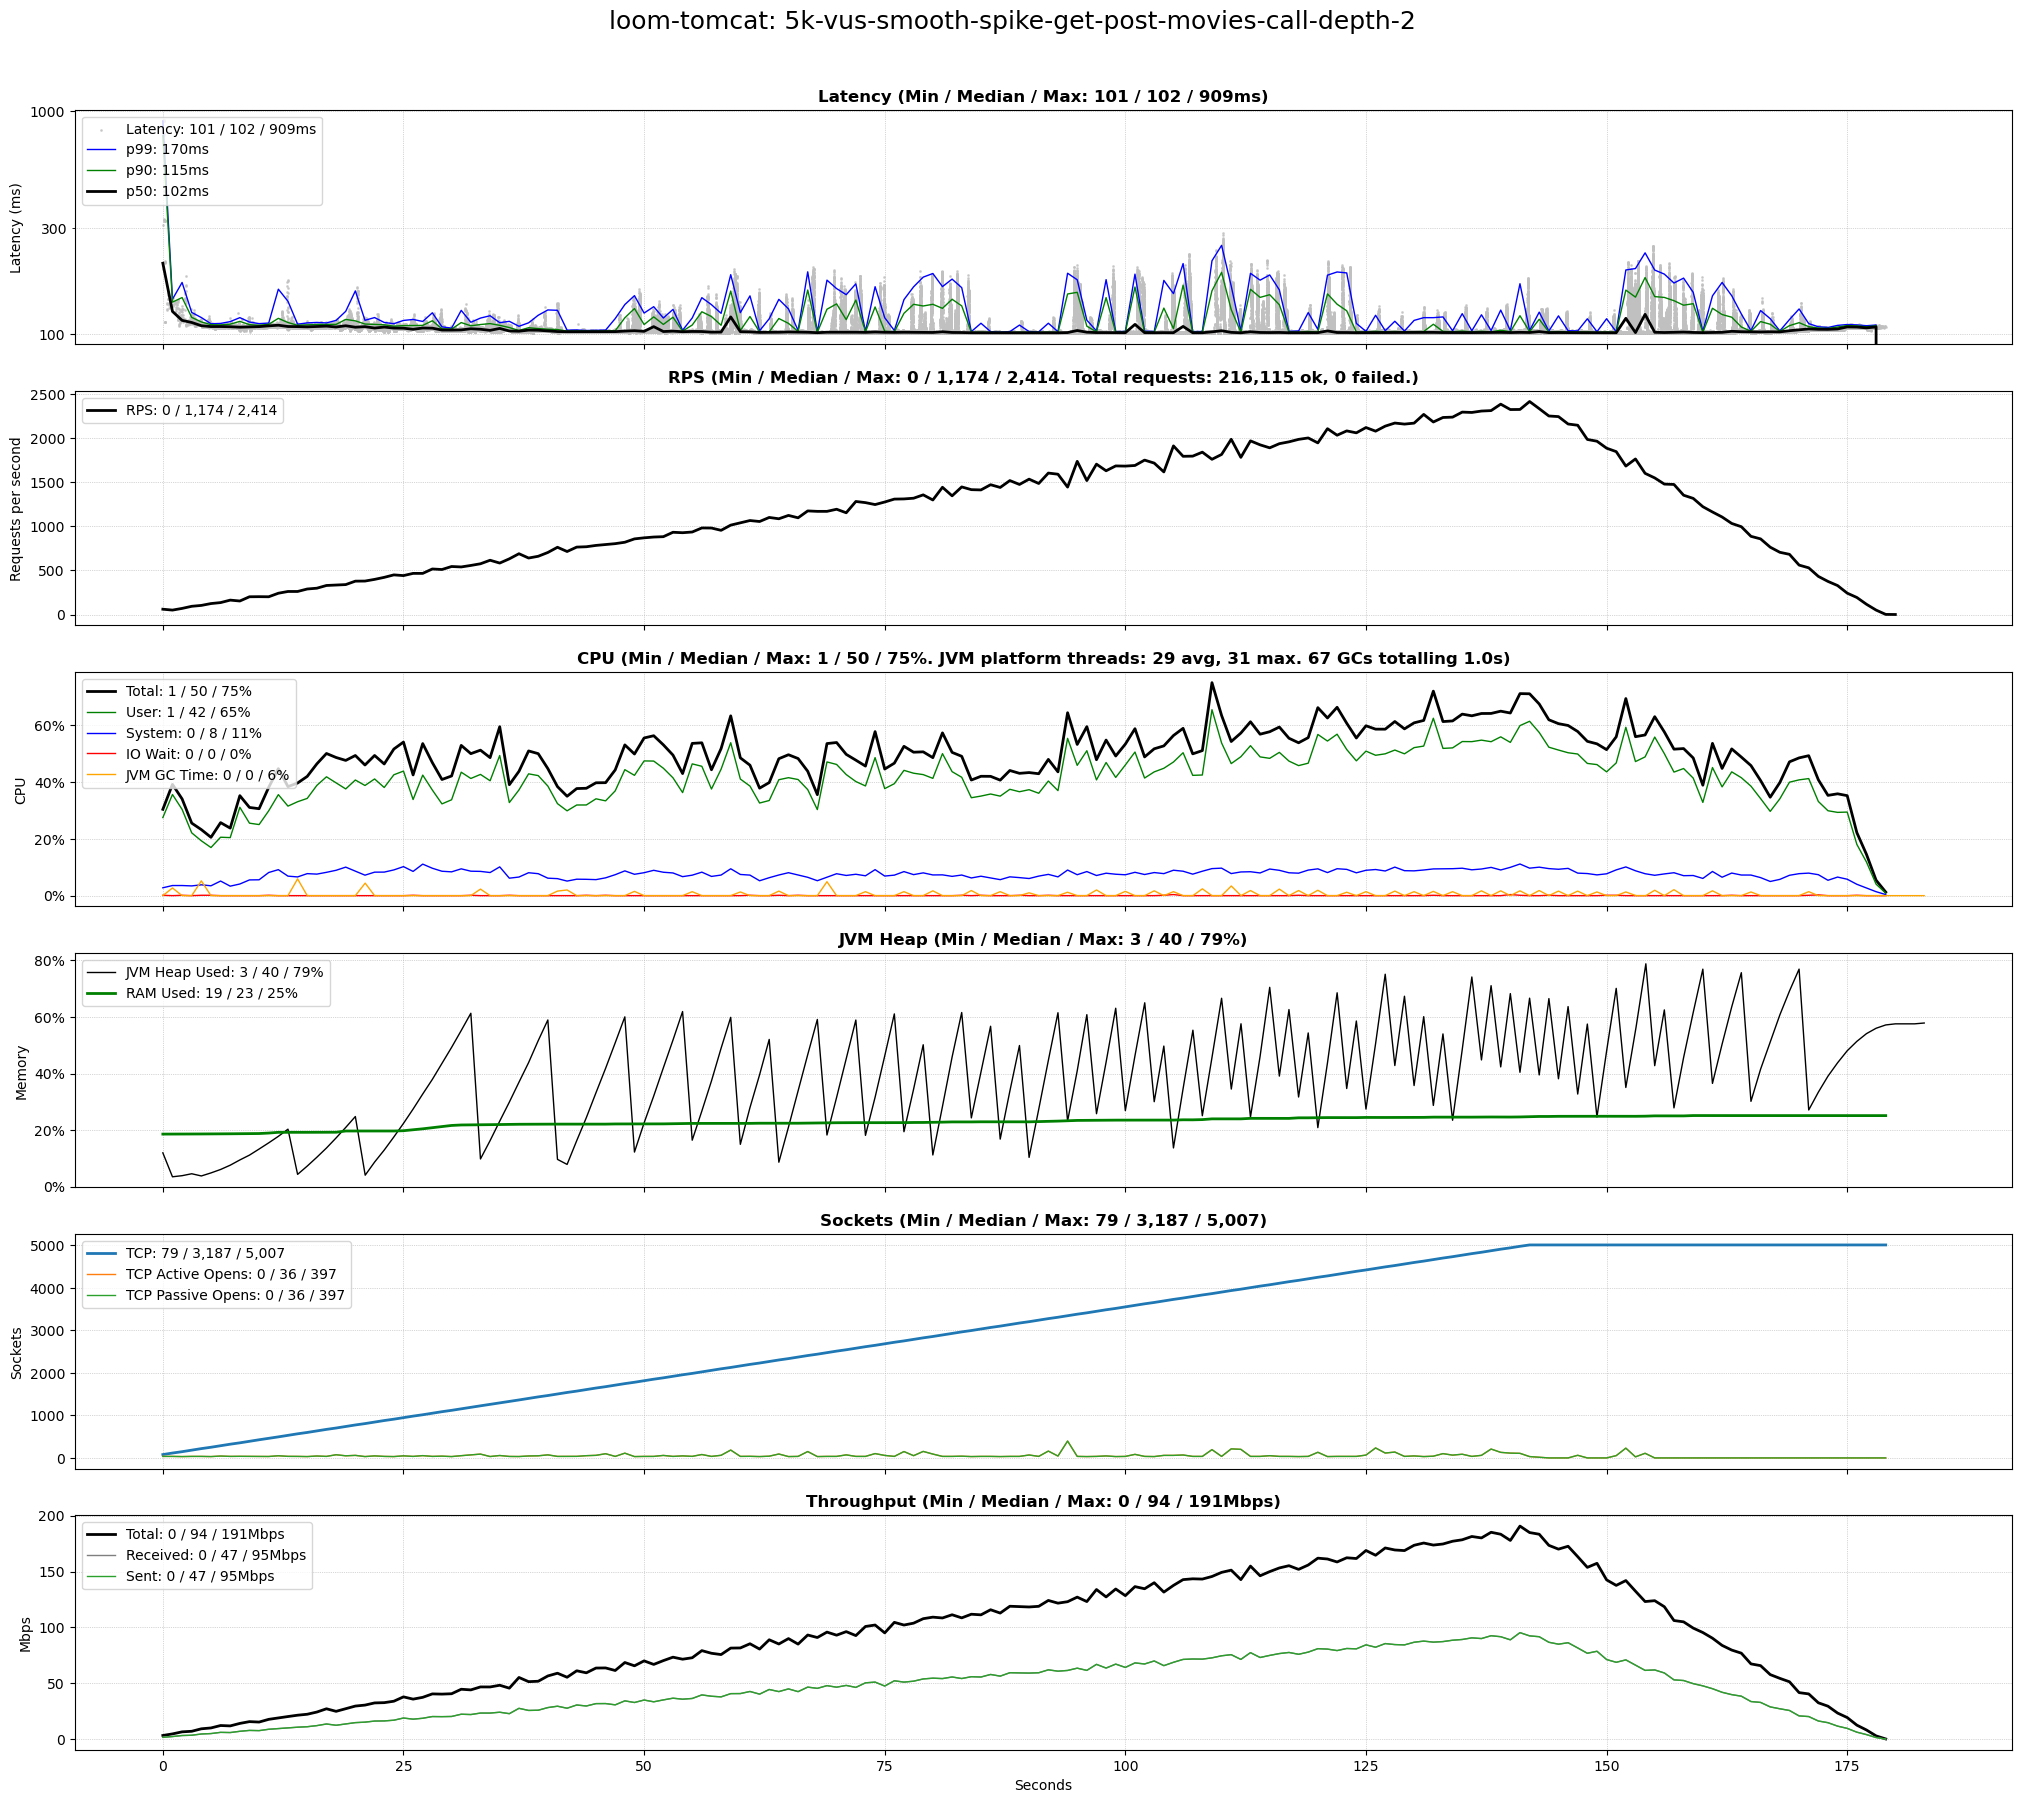 loom-tomcat: 5k-vus-smooth-spike-get-post-movies-call-depth-2
Latency (Min / Median / Max: 101 / 102 / 909ms)
1000
300
100
Latency (ms)
Latency: 101 / 102 / 909ms
p99: 170ms
p90: 115ms
p50: 102ms
RPS (Min / Median / Max: 0 / 1,174 / 2,414. Total requests: 216,115 ok, 0 failed.)
2500
2000
1500
1000
500
0
Requests per second
RPS: 0 / 1,174 / 2,414
CPU (Min / Median / Max: 1 / 50 / 75%. JVM platform threads: 29 avg, 31 max. 67 GCs totalling 1.0s)
60%
40%
20%
0%
CPU
Total: 1 / 50 / 75%
User: 1 / 42 / 65%
System: 0 / 8 / 11%
IO Wait: 0 / 0 / 0%
JVM GC Time: 0 / 0 / 6%
JVM Heap (Min / Median / Max: 3 / 40 / 79%)
80%
60%
40%
20%
0%
Memory
JVM Heap Used: 3 / 40 / 79%
RAM Used: 19 / 23 / 25%
Sockets (Min / Median / Max: 79 / 3,187 / 5,007)
5000
4000
3000
2000
1000
0
Sockets
TCP: 79 / 3,187 / 5,007
TCP Active Opens: 0 / 36 / 397
TCP Passive Opens: 0 / 36 / 397
Throughput (Min / Median / Max: 0 / 94 / 191Mbps)
200
150
100
50
0
Mbps
Total: 0 / 94 / 191Mbps
Received: 0 / 47 / 95Mbps
Sent: 0 / 47 / 95Mbps
0 25 50 75 100 125 150 175
Seconds